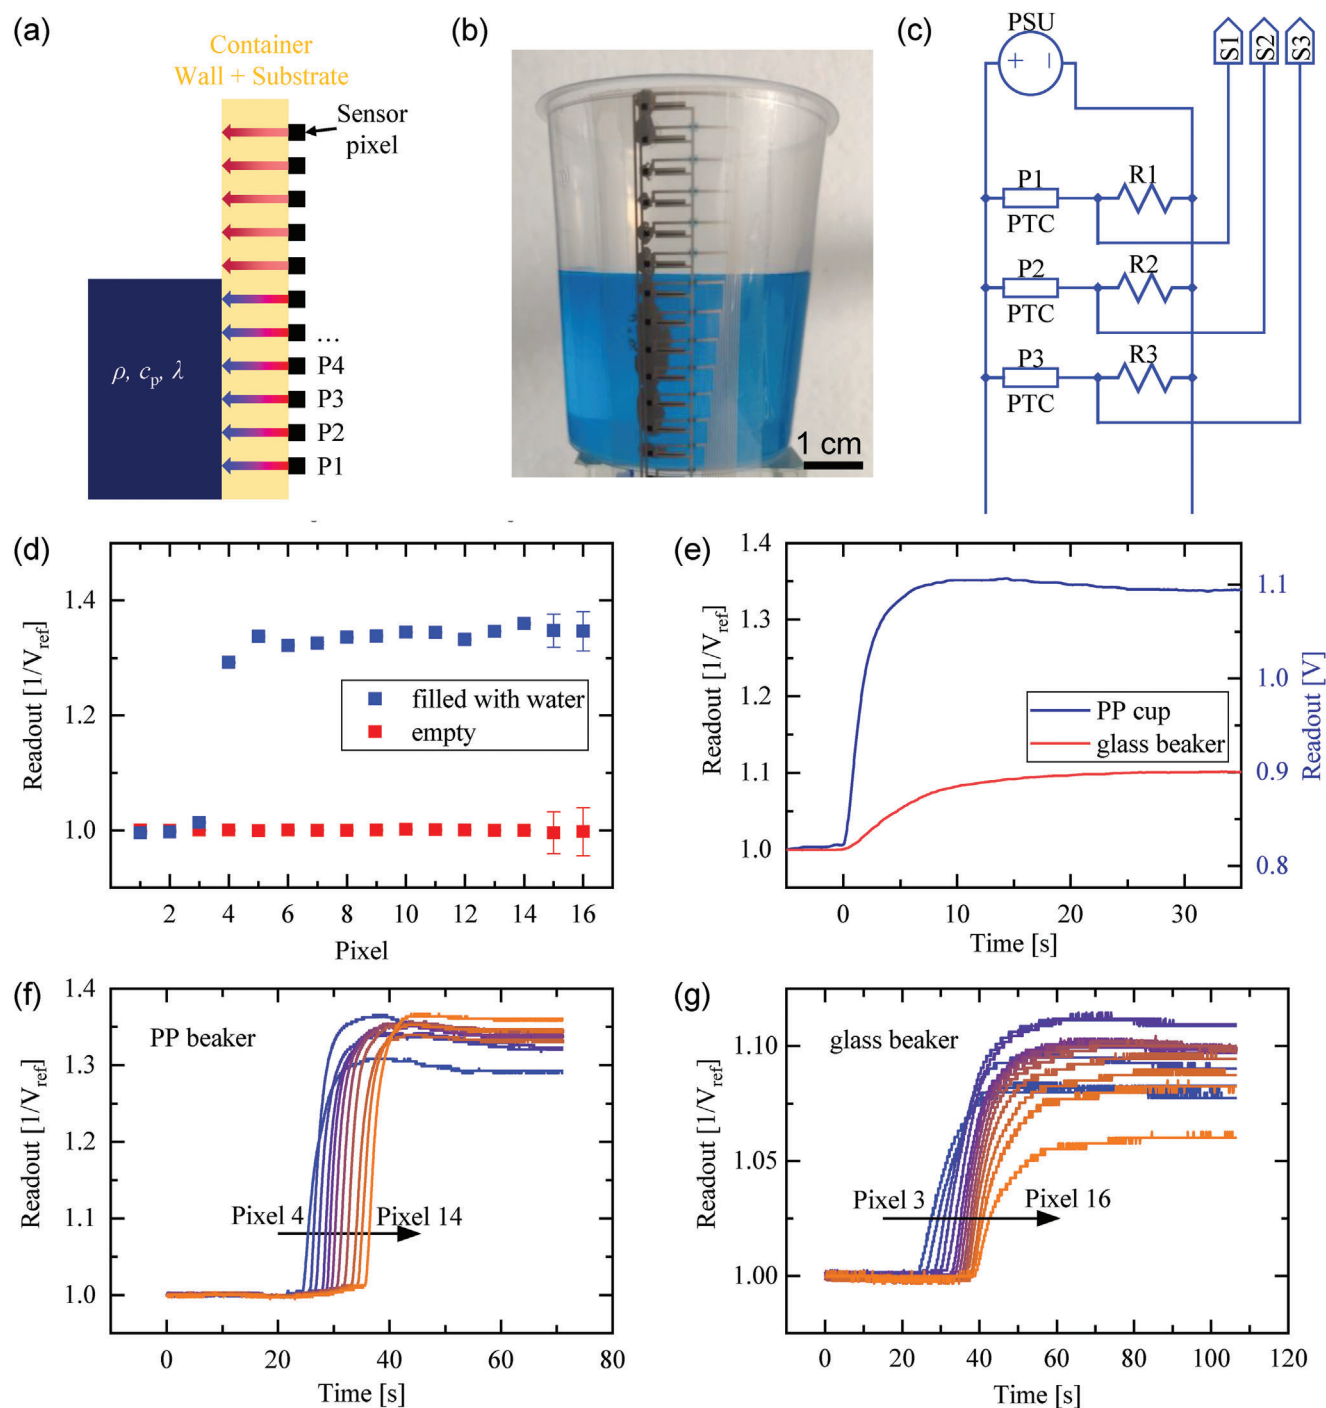 (a)
Container
Wall + Substrate
Sensor
pixel
...
P4
P3
P2
P1
ρ, cp, λ
(b)
1 cm
(c)
PSU
+ −
S1
S2
S3
P1
R1
PTC
P2
R2
PTC
P3
R3
PTC
(d)
1.4
1.2
1.0
Readout [1/Vref]
filled with water
empty
2 4 6 8 10 12 14 16
Pixel
(e)
1.4
1.3
1.2
1.1
1.0
Readout [1/Vref]
PP cup
glass beaker
1.1
1.0
0.9
0.8
Readout [V]
0 10 20 30
Time [s]
(f)
1.4
1.3
1.2
1.1
1.0
Readout [1/Vref]
PP beaker
Pixel 4
Pixel 14
0 20 40 60 80
Time [s]
(g)
1.10
1.05
1.00
Readout [1/Vref]
glass beaker
Pixel 3
Pixel 16
0 20 40 60 80 100 120
Time [s]